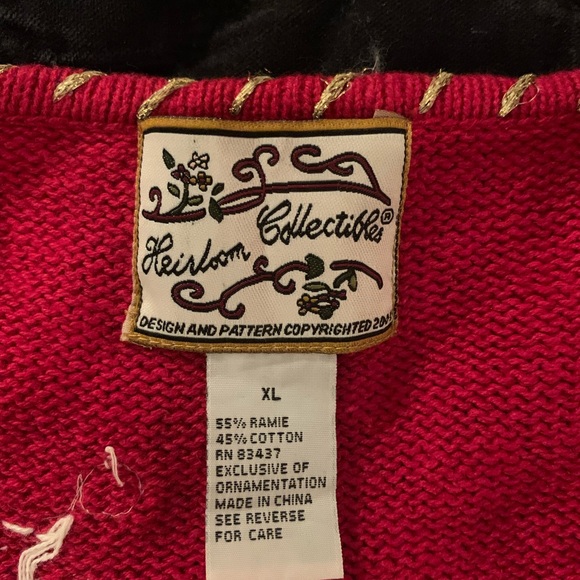 Heirloom Collectibles®
DESIGN AND PATTERN COPYRIGHTED
XL
55% RAMIE
45% COTTON
RN 83437
EXCLUSIVE OF
ORNAMENTATION
MADE IN CHINA
SEE REVERSE
FOR CARE